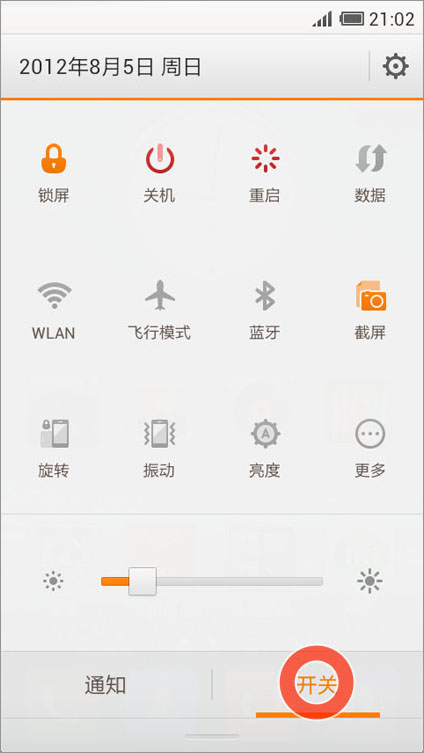 21:02
2012年8月5日 周日
锁屏 关机 重启 数据
WLAN 飞行模式 蓝牙 截屏
A
旋转 振动 亮度 更多
通知 开关